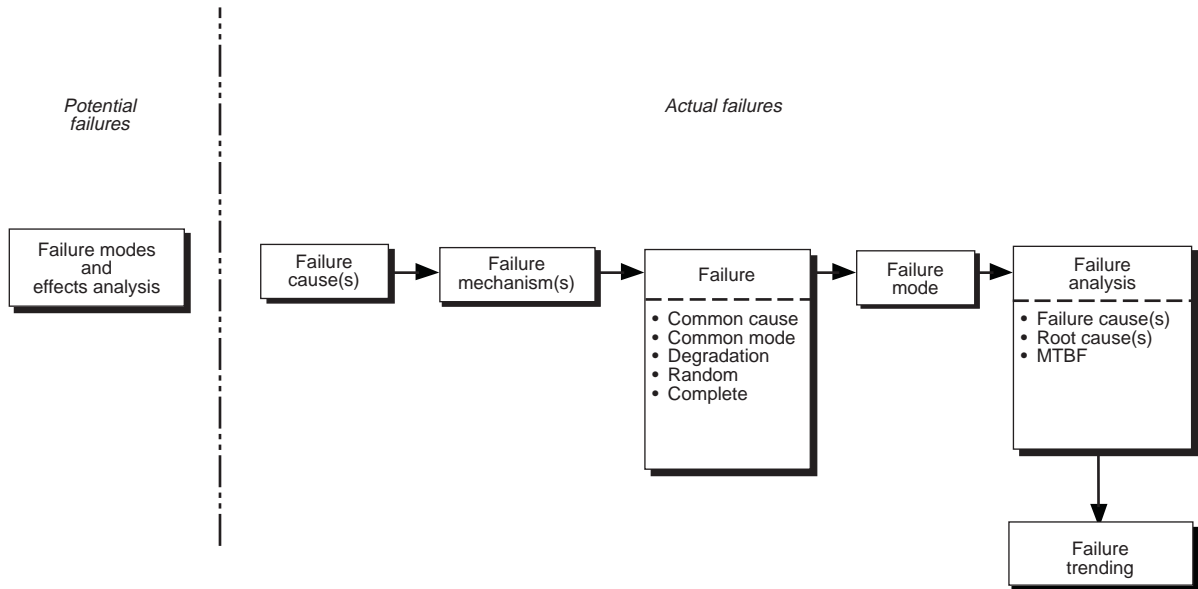 Potential
failures
Actual failures
Failure modes
and
effects analysis
Failure
cause(s)
Failure
mechanism(s)
Failure
• Common cause
• Common mode
• Degradation
• Random
• Complete
Failure
mode
Failure
analysis
• Failure cause(s)
• Root cause(s)
• MTBF
Failure
trending